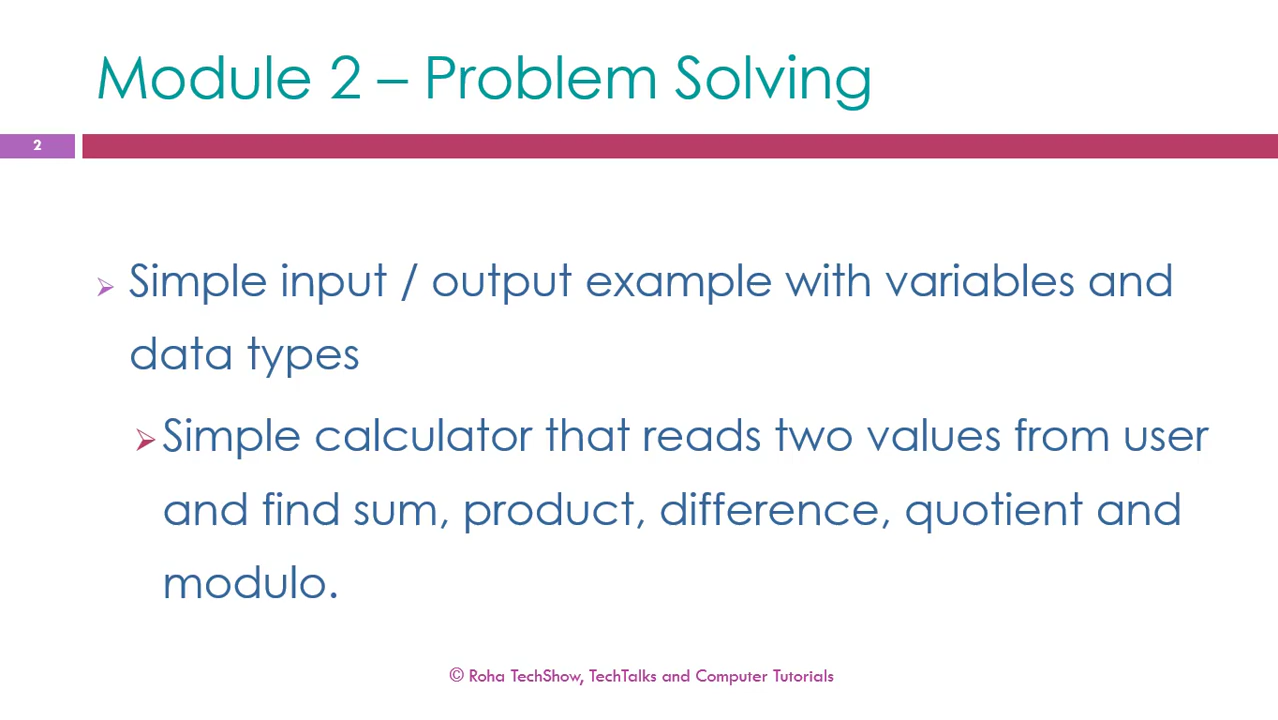 Module 2 – Problem Solving
2
Simple input / output example with variables and
data types
Simple calculator that reads two values from user
and find sum, product, difference, quotient and
modulo.
© Roha TechShow, TechTalks and Computer Tutorials